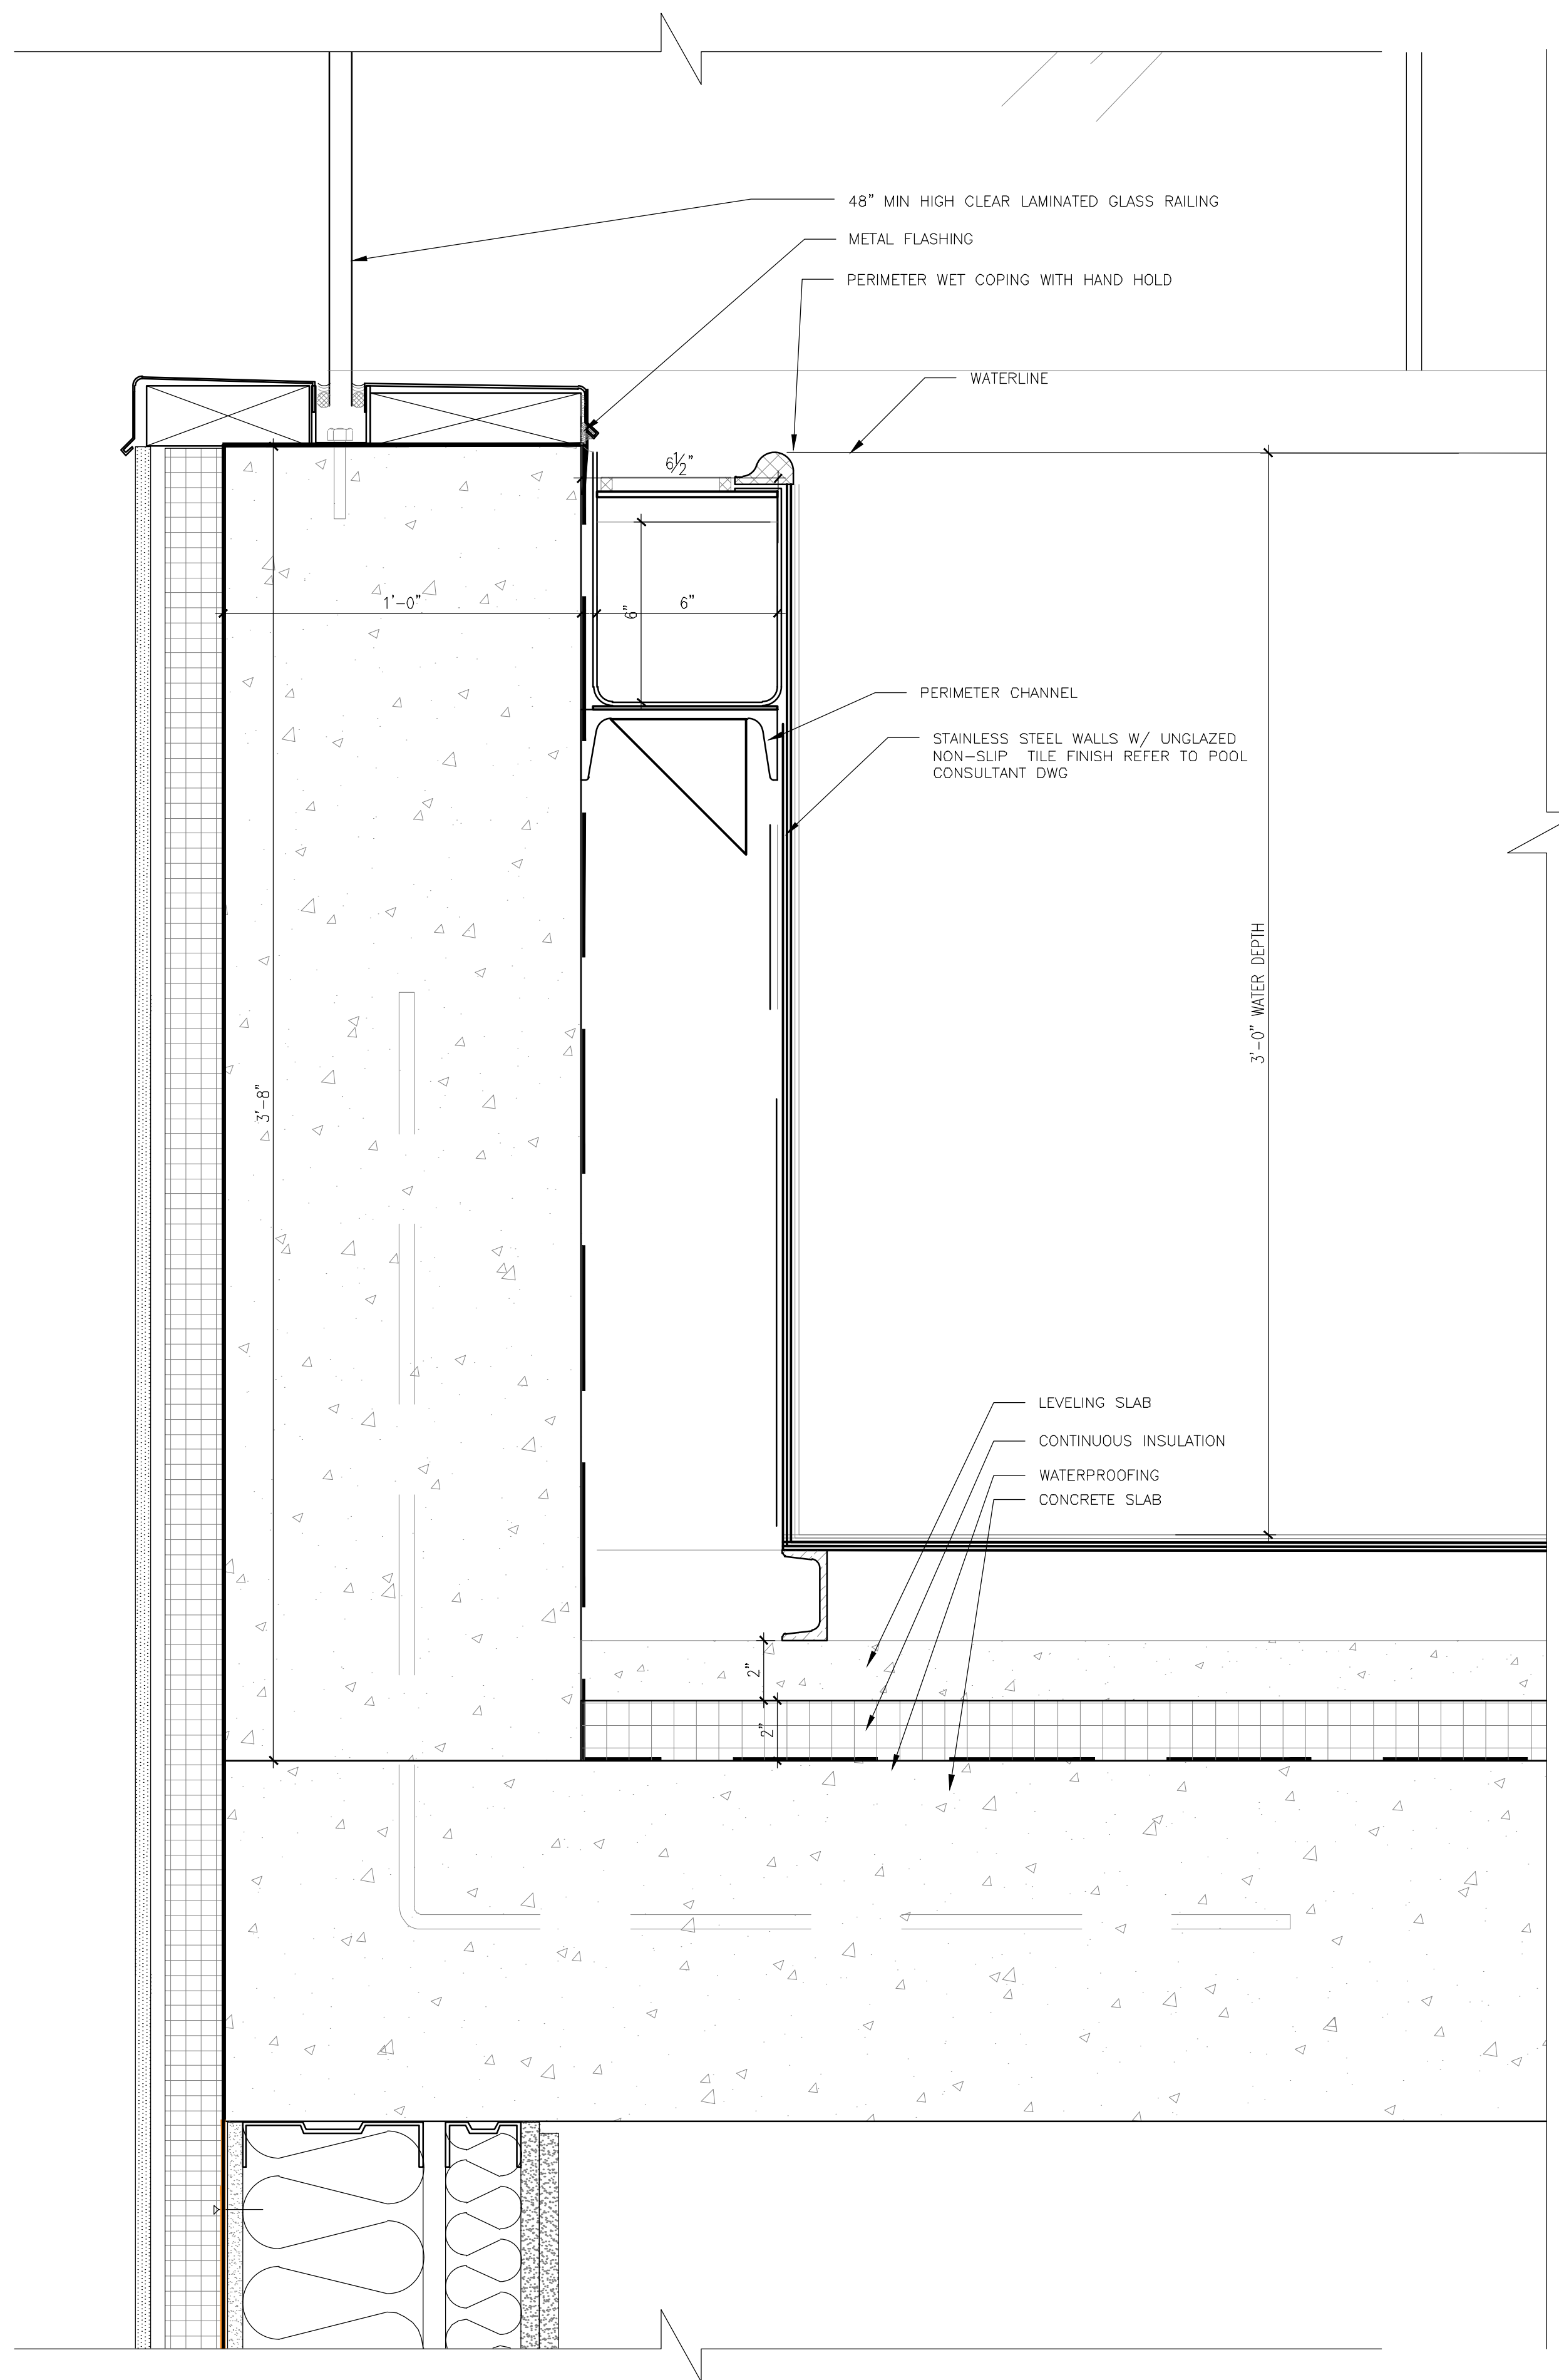 48" MIN HIGH CLEAR LAMINATED GLASS RAILING
METAL FLASHING
PERIMETER WET COPING WITH HAND HOLD
WATERLINE
6½"
1'-0"
6"
6"
PERIMETER CHANNEL
STAINLESS STEEL WALLS W/ UNGLAZED
NON-SLIP TILE FINISH REFER TO POOL
CONSULTANT DWG
3'-0" WATER DEPTH
3'-8"
LEVELING SLAB
CONTINUOUS INSULATION
WATERPROOFING
CONCRETE SLAB
2"
2"